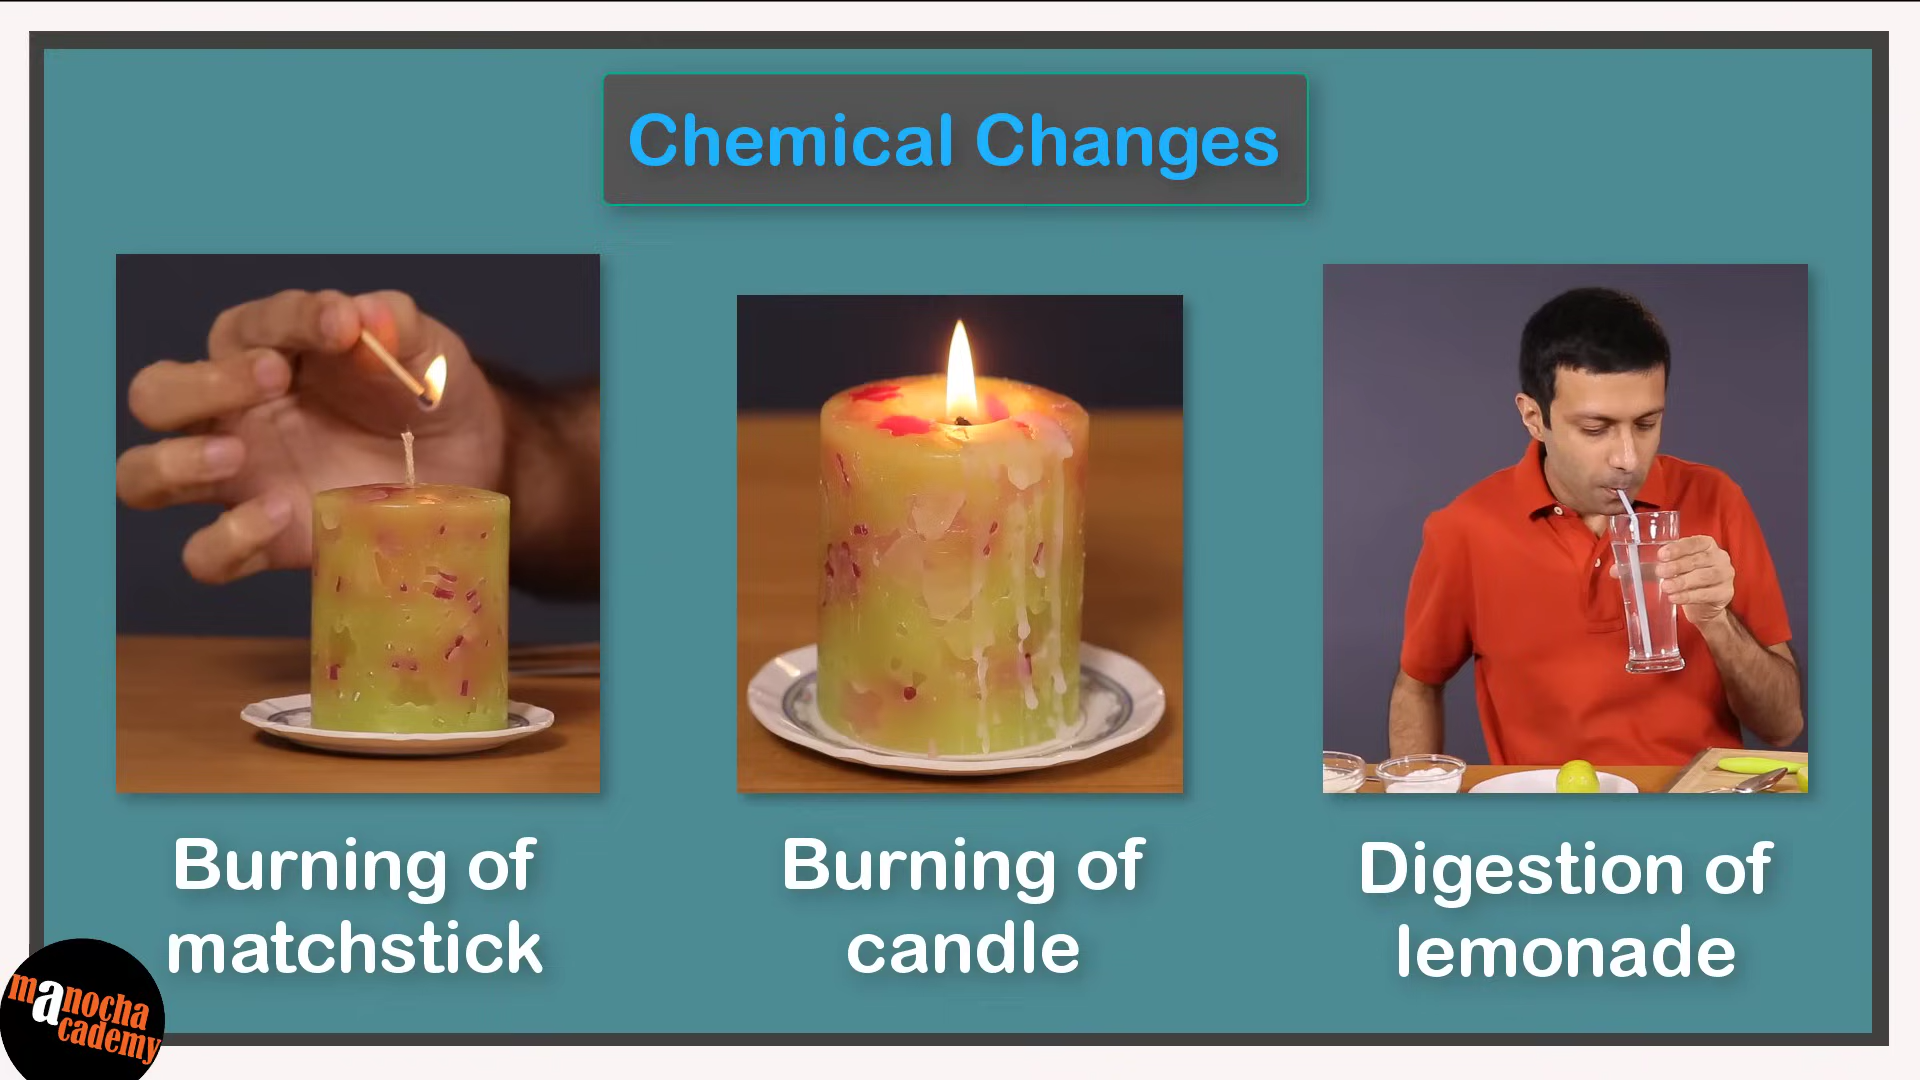 Chemical Changes
Burning of
matchstick
Burning of
candle
Digestion of
lemonade
manocha
academy